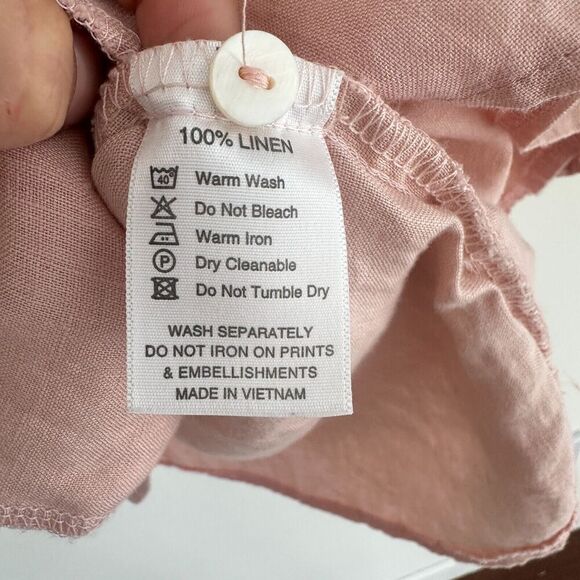 100% LINEN
40° Warm Wash
Do Not Bleach
Warm Iron
P Dry Cleanable
Do Not Tumble Dry
WASH SEPARATELY
DO NOT IRON ON PRINTS
& EMBELLISHMENTS
MADE IN VIETNAM